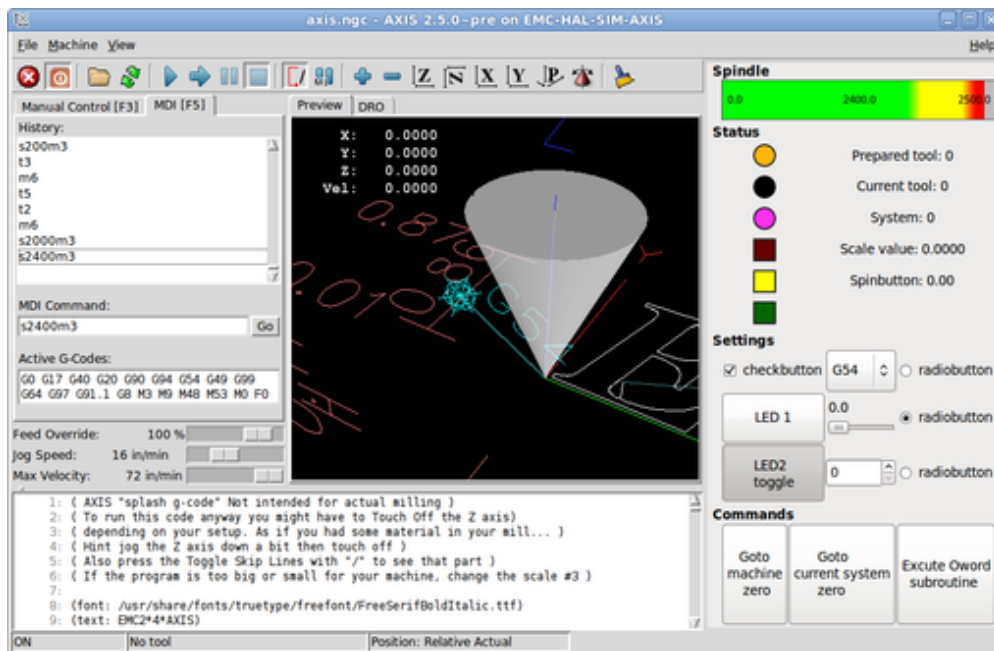 axis.ngc - AXIS 2.5.0~pre on EMC-HAL-SIM-AXIS
File Machine View Help
Manual Control [F3] MDI [F5]
History:
s200m3
t3
m6
t5
t2
m6
s2000m3
s2400m3
MDI Command:
s2400m3 Go
Active G-Codes:
G0 G17 G40 G20 G90 G94 G54 G49 G99
G64 G97 G91.1 G8 M3 M9 M48 M53 M0 F0
Feed Override: 100 %
Jog Speed: 16 in/min
Max Velocity: 72 in/min
Preview DRO
X: 0.0000
Y: 0.0000
Z: 0.0000
Vel: 0.0000
G54
Y
Spindle
0.0 2400.0 2500.0
Status
Prepared tool: 0
Current tool: 0
System: 0
Scale value: 0.0000
Spinbutton: 0.00
Settings
checkbutton G54 radiobutton
LED 1 0.0 radiobutton
LED2
toggle 0 radiobutton
Commands
Goto
machine
zero
Goto
current system
zero
Excute Oword
subroutine
1: ( AXIS "splash g-code" Not intended for actual milling )
2: ( To run this code anyway you might have to Touch Off the Z axis)
3: ( depending on your setup. As if you had some material in your mill... )
4: ( Hint jog the Z axis down a bit then touch off )
5: ( Also press the Toggle Skip Lines with "/" to see that part )
6: ( If the program is too big or small for your machine, change the scale #3 )
7:
8: (font: /usr/share/fonts/truetype/freefont/FreeSerifBoldItalic.ttf)
9: (text: EMC2*4*AXIS)
ON No tool Position: Relative Actual